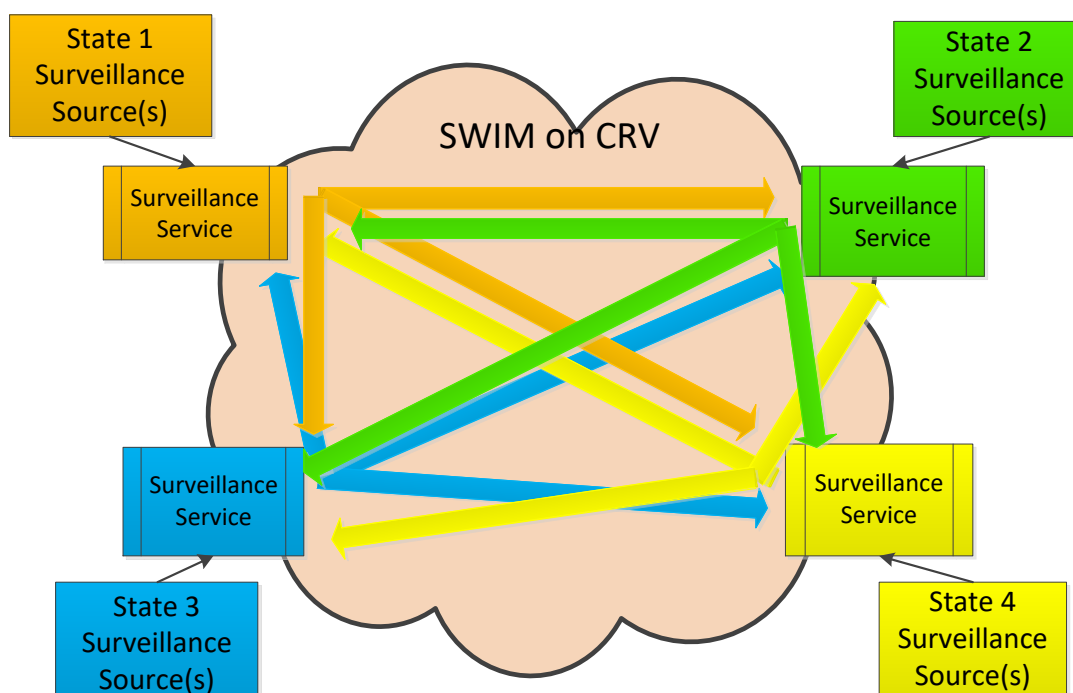 State 1
Surveillance
Source(s)
State 2
Surveillance
Source(s)
SWIM on CRV
Surveillance
Service
Surveillance
Service
Surveillance
Service
Surveillance
Service
State 3
Surveillance
Source(s)
State 4
Surveillance
Source(s)